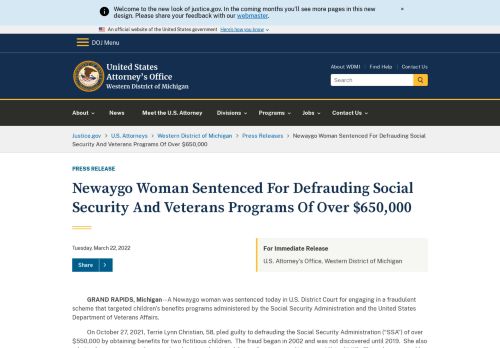 Welcome to the new look of justice.gov. In the coming months you'll see more pages in this new
design. Please share your feedback with our webmaster.
×
An official website of the United States government Here's how you know
DOJ Menu
United States
Attorney's Office
Western District of Michigan
About WDMI Find Help Contact Us
Search
About News Meet the U.S. Attorney Divisions Programs Jobs Contact Us
Justice.gov > U.S. Attorneys > Western District of Michigan > Press Releases > Newaygo Woman Sentenced For Defrauding Social
Security And Veterans Programs Of Over $650,000
PRESS RELEASE
Newaygo Woman Sentenced For Defrauding Social
Security And Veterans Programs Of Over $650,000
Tuesday, March 22, 2022
Share >
For Immediate Release
U.S. Attorney's Office, Western District of Michigan
GRAND RAPIDS, Michigan – A Newaygo woman was sentenced today in U.S. District Court for engaging in a fraudulent
scheme that targeted children's benefits programs administered by the Social Security Administration and the United States
Department of Veterans Affairs.
On October 27, 2021, Terrie Lynn Christian, 58, pled guilty to defrauding the Social Security Administration ("SSA") of over
$550,000 by obtaining benefits for two fictitious children. The fraud began in 2002 and was not discovered until 2019. She also